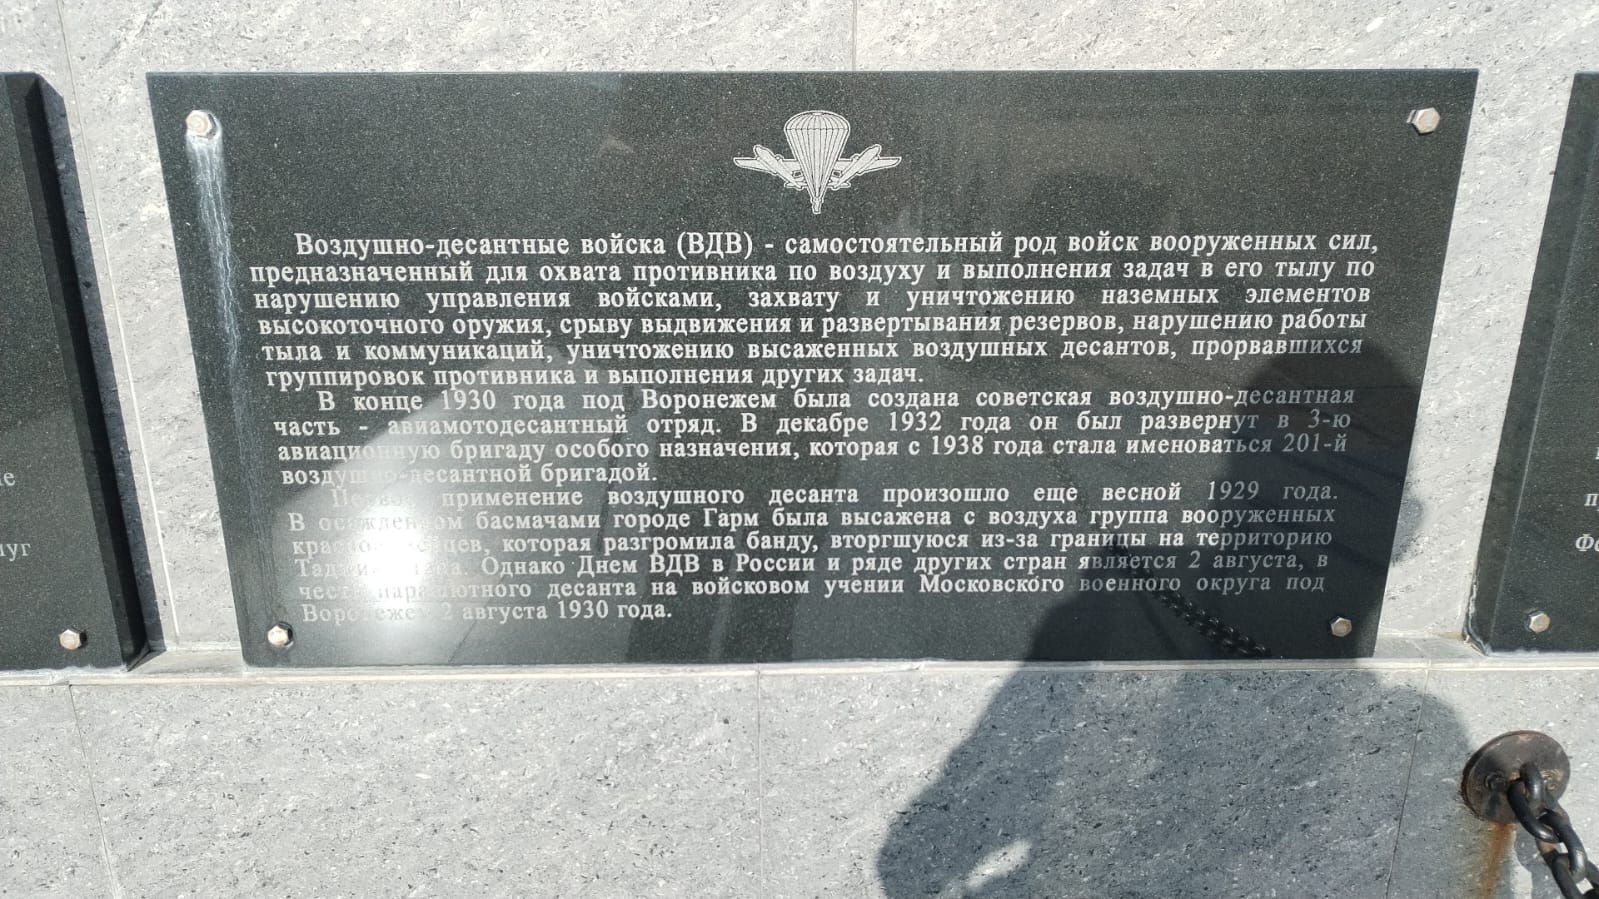 Воздушно-десантные войска (ВДВ) - самостоятельный род войск вооруженных сил,
предназначенный для охвата противника по воздуху и выполнения задач в его тылу по
нарушению управления войсками, захвату и уничтожению наземных элементов
высокоточного оружия, срыву выдвижения и развертывания резервов, нарушению работы
тыла и коммуникаций, уничтожению высаженных воздушных десантов, прорвавшихся
группировок противника и выполнения других задач.
В конце 1930 года под Воронежем была создана советская воздушно-десантная
часть - авиамотодесантный отряд. В декабре 1932 года он был развернут в 3-ю
авиационную бригаду особого назначения, которая с 1938 года стала именоваться 201-й
воздушно-десантной бригадой.
Первое применение воздушного десанта произошло еще весной 1929 года.
В осажденном басмачами городе Гарм была высажена с воздуха группа вооруженных
которая разгромила банду, вторгшуюся из-за границы на территорию
Однако Днем ВДВ в России и ряде других стран является 2 августа, в
честь парашютного десанта на войсковом учении Московского военного округа под
Воронежем 2 августа 1930 года.